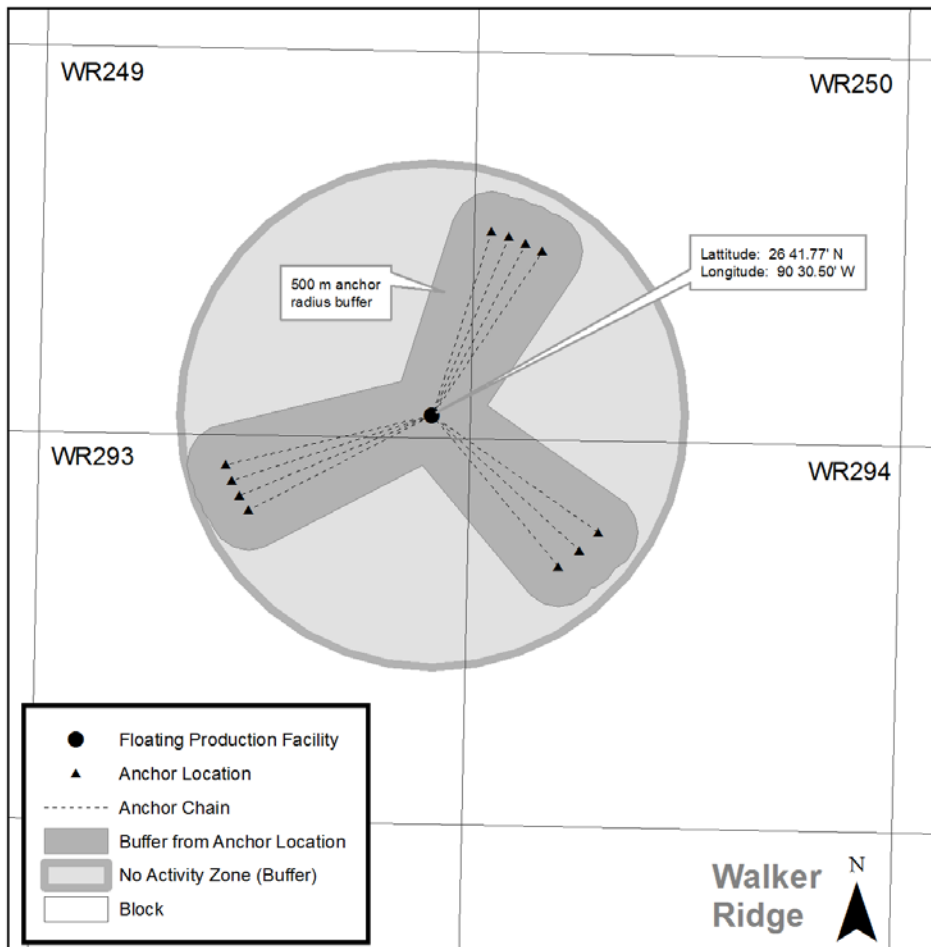 WR249
WR250
Lattitude: 26 41.77' N
Longitude: 90 30.50' W
500 m anchor
radius buffer
WR293
WR294
Floating Production Facility
Anchor Location
Anchor Chain
Buffer from Anchor Location
No Activity Zone (Buffer)
Block
Walker
Ridge
N